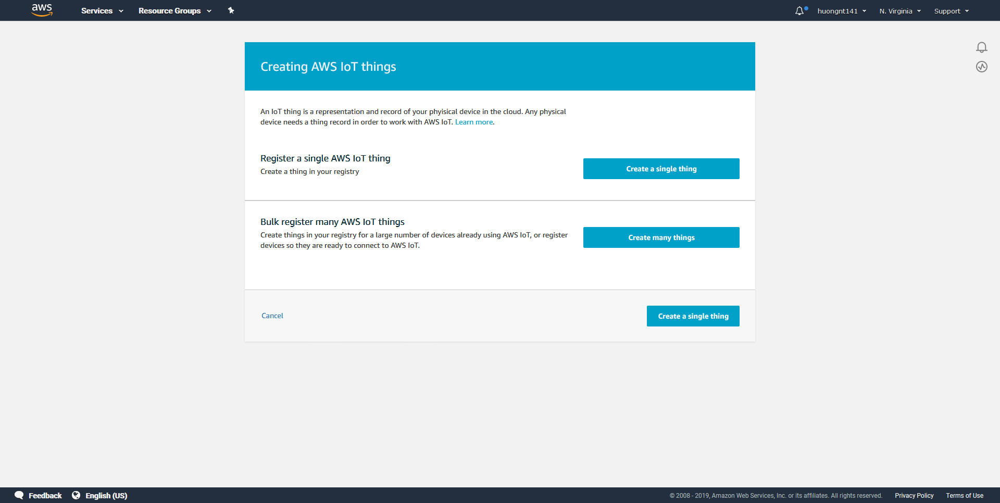 aws Services Resource Groups huongnt141 N. Virginia Support
Creating AWS IoT things
An IoT thing is a representation and record of your phyisical device in the cloud. Any physical
device needs a thing record in order to work with AWS IoT. Learn more.
Register a single AWS IoT thing
Create a thing in your registry
Create a single thing
Bulk register many AWS IoT things
Create things in your registry for a large number of devices already using AWS IoT, or register
devices so they are ready to connect to AWS IoT.
Create many things
Cancel
Create a single thing
Feedback English (US) © 2008 - 2019, Amazon Web Services, Inc. or its affiliates. All rights reserved. Privacy Policy Terms of Use